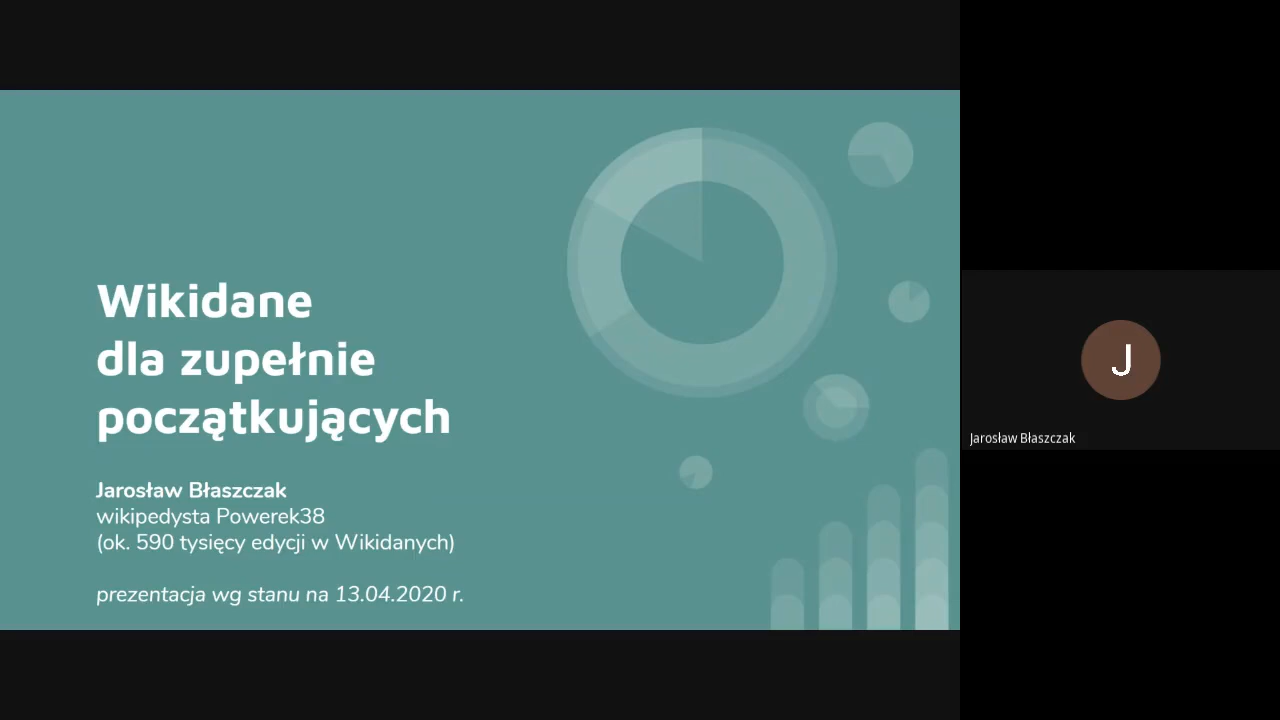 Wikidane
dla zupełnie
początkujących
Jarosław Błaszczak
wikipedysta Powerek38
(ok. 590 tysięcy edycji w Wikidanych)
prezentacja wg stanu na 13.04.2020 r.
J
Jarosław Błaszczak